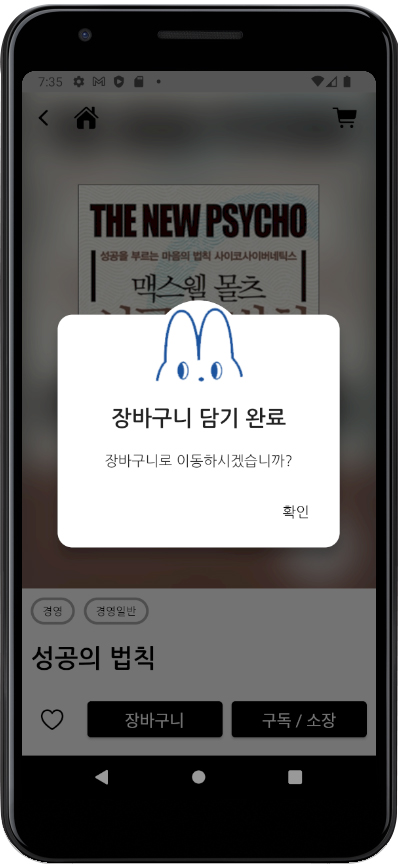 7:35
THE NEW PSYCHO
성공을 부르는 마음의 법칙 사이코사이버네틱스
맥스웰 몰츠
장바구니 담기 완료
장바구니로 이동하시겠습니까?
확인
경영
경영일반
성공의 법칙
장바구니
구독 / 소장